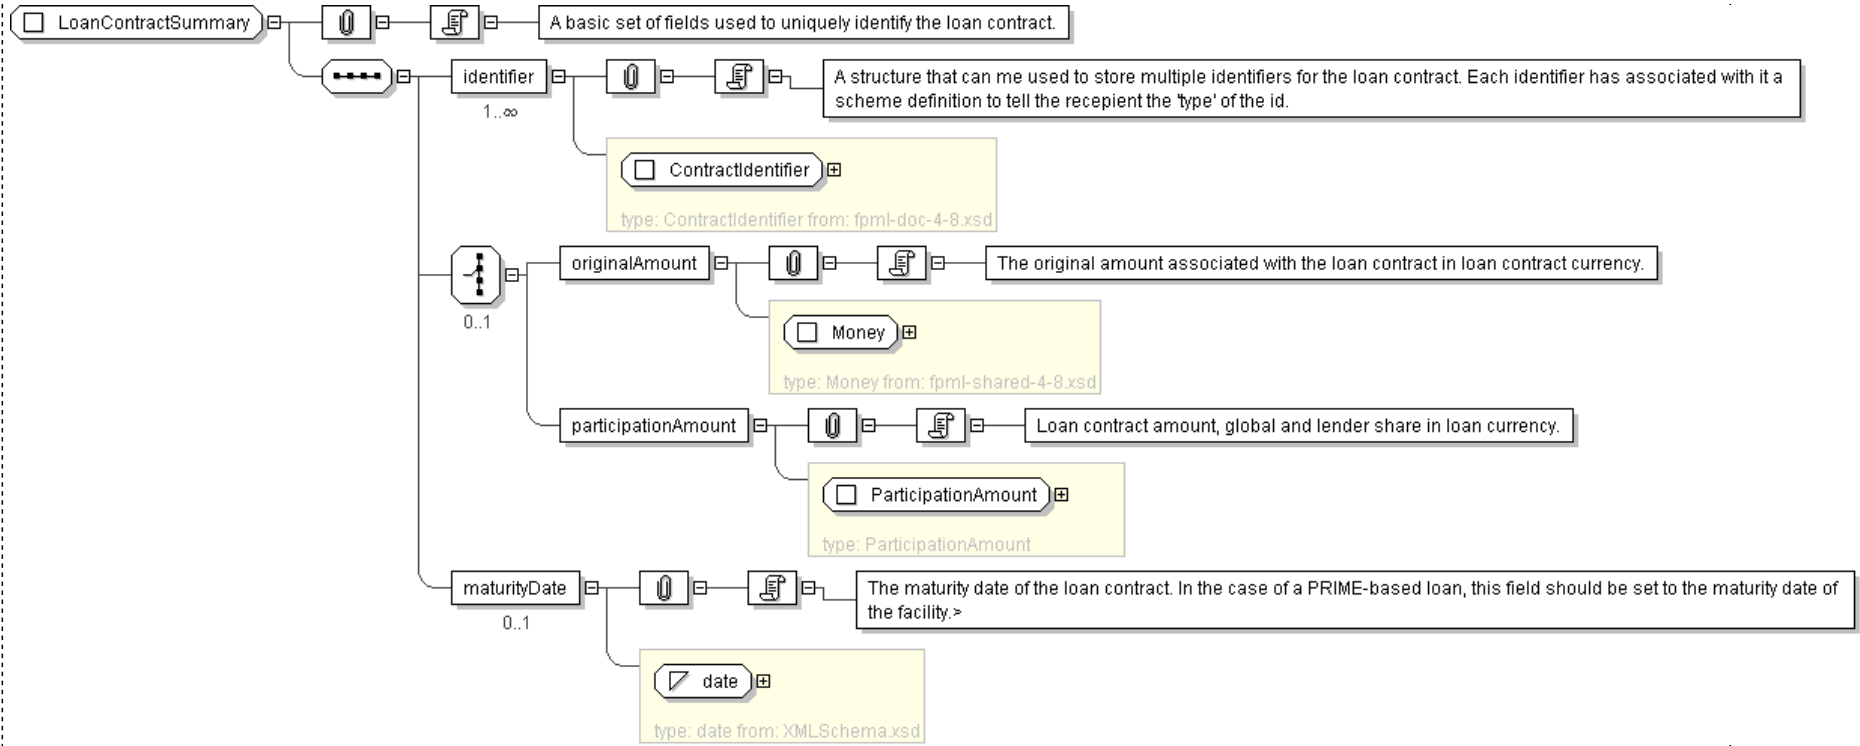 LoanContractSummary
A basic set of fields used to uniquely identify the loan contract.
identifier
1..∞
A structure that can me used to store multiple identifiers for the loan contract. Each identifier has associated with it a
scheme definition to tell the recepient the 'type' of the id.
ContractIdentifier
type: ContractIdentifier from: fpml-doc-4-8.xsd
0..1
originalAmount
The original amount associated with the loan contract in loan contract currency.
Money
type: Money from: fpml-shared-4-8.xsd
participationAmount
Loan contract amount, global and lender share in loan currency.
ParticipationAmount
type: ParticipationAmount
maturityDate
0..1
The maturity date of the loan contract. In the case of a PRIME-based loan, this field should be set to the maturity date of
the facility.>
date
type: date from: XMLSchema.xsd